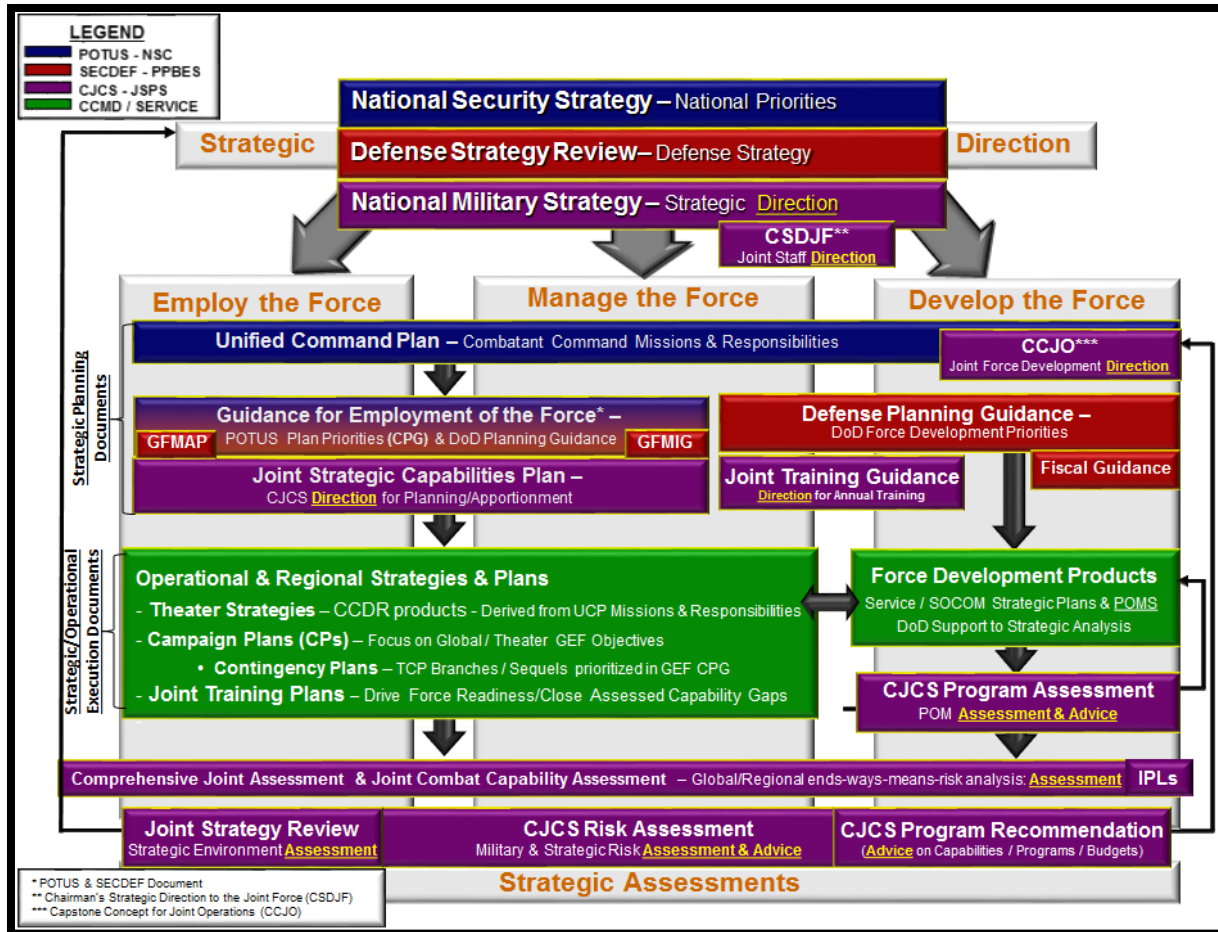 LEGEND
POTUS - NSC
SECDEF - PPBES
CJCS - JSPS
CCMD / SERVICE
National Security Strategy – National Priorities
Strategic
Defense Strategy Review– Defense Strategy
Direction
National Military Strategy – Strategic Direction
CSDJF**
Joint Staff Direction
Employ the Force
Manage the Force
Develop the Force
Strategic Planning
Documents
Unified Command Plan – Combatant Command Missions & Responsibilities
CCJO***
Joint Force Development Direction
Guidance for Employment of the Force* –
GFMAP
POTUS Plan Priorities (CPG) & DoD Planning Guidance
GFMIG
Defense Planning Guidance –
DoD Force Development Priorities
Joint Strategic Capabilities Plan –
CJCS Direction for Planning/Apportionment
Joint Training Guidance
Direction for Annual Training
Fiscal Guidance
Strategic/Operational
Execution Documents
Operational & Regional Strategies & Plans
- Theater Strategies – CCDR products - Derived from UCP Missions & Responsibilities
- Campaign Plans (CPs) – Focus on Global / Theater GEF Objectives
• Contingency Plans – TCP Branches / Sequels prioritized in GEF CPG
- Joint Training Plans – Drive Force Readiness/Close Assessed Capability Gaps
Force Development Products
Service / SOCOM Strategic Plans & POMS
DoD Support to Strategic Analysis
CJCS Program Assessment
POM Assessment & Advice
Comprehensive Joint Assessment & Joint Combat Capability Assessment – Global/Regional ends-ways-means-risk analysis: Assessment
IPLs
Joint Strategy Review
Strategic Environment Assessment
CJCS Risk Assessment
Military & Strategic Risk Assessment & Advice
CJCS Program Recommendation
(Advice on Capabilities / Programs / Budgets)
Strategic Assessments
* POTUS & SECDEF Document
** Chairman's Strategic Direction to the Joint Force (CSDJF)
*** Capstone Concept for Joint Operations (CCJO)